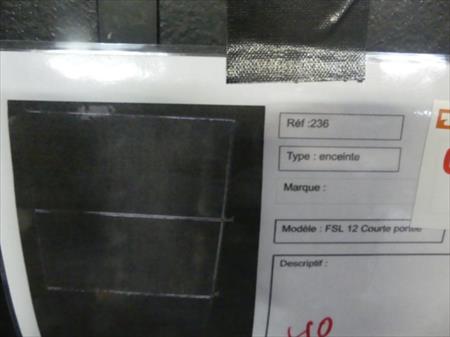 Réf :236
Type : enceinte
Marque :
Modèle : FSL 12 Courte portée
Descriptif :